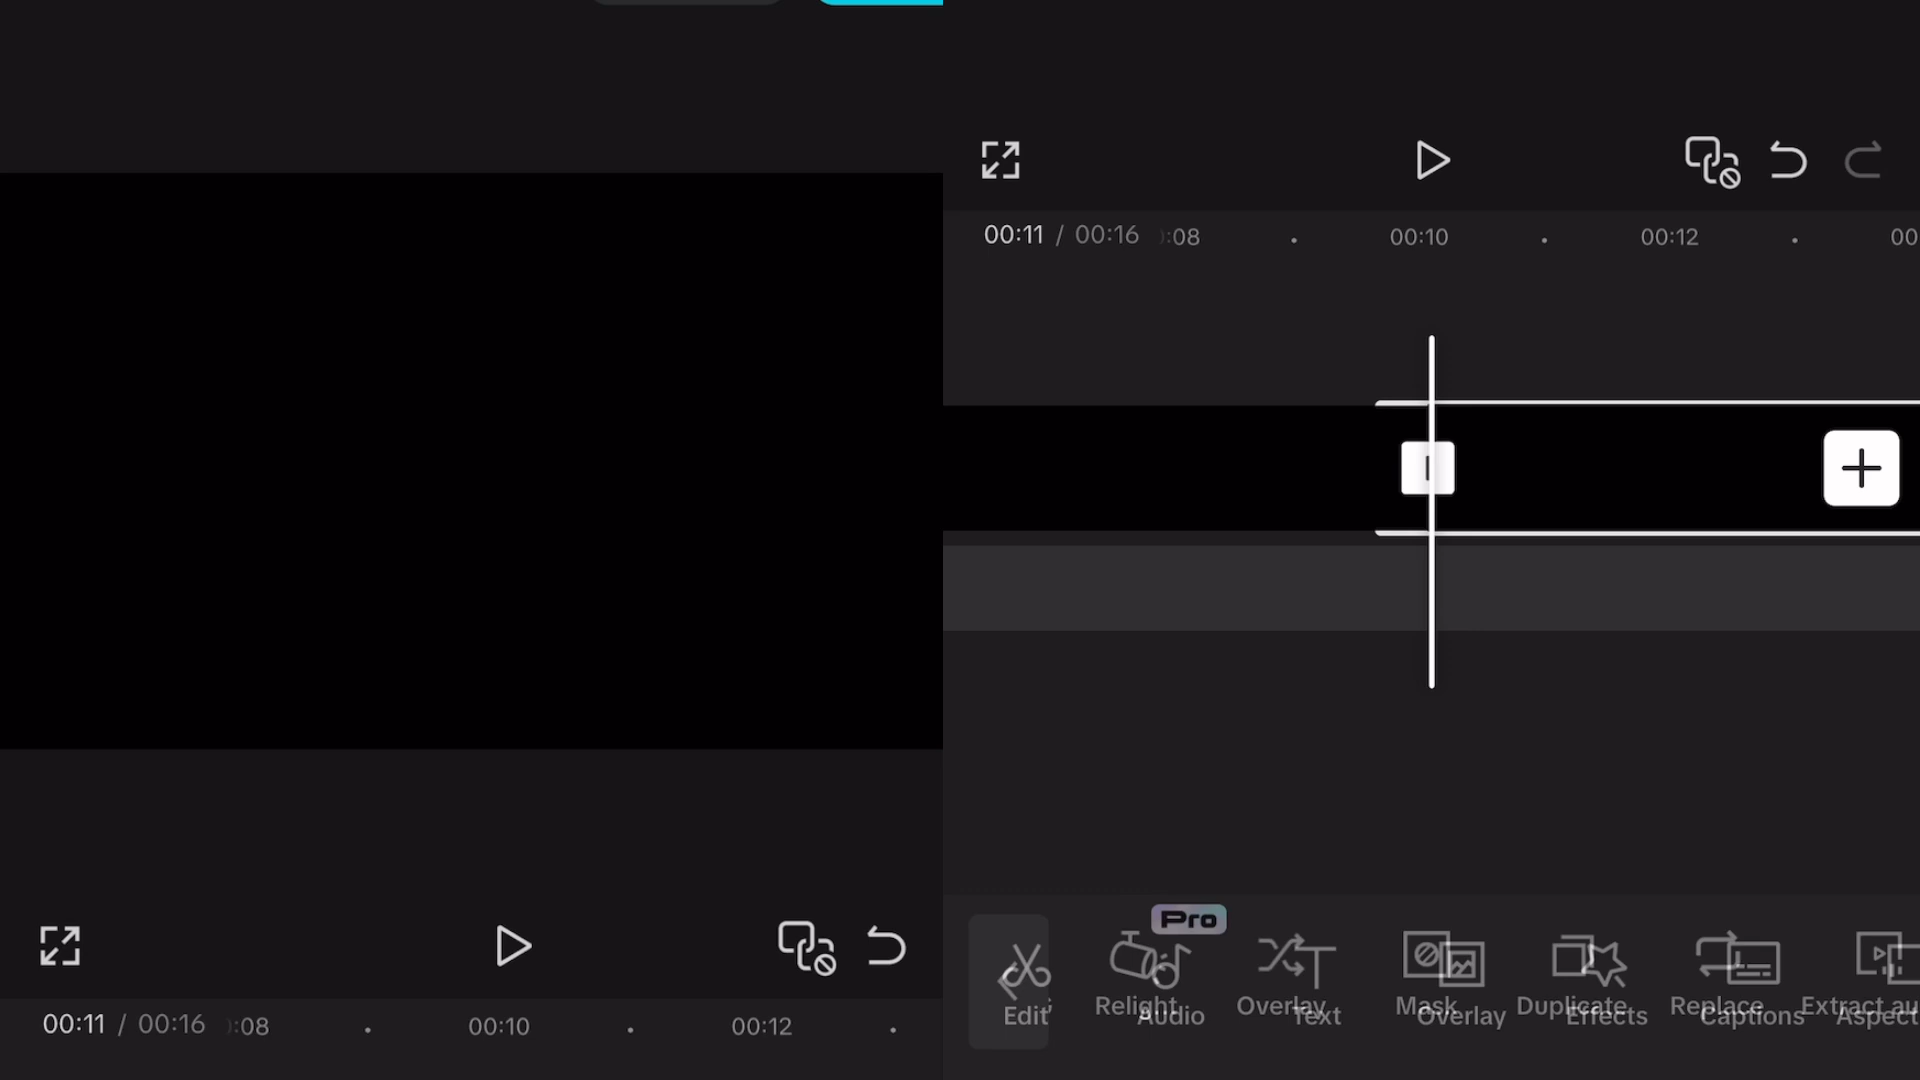 00:11 / 00:16 :08 00:10 00:12
00:11 / 00:16 :08 00:10 00:12 00
Pro
Relight Overlay Mask Duplicate Replace Extract au
Edit Audio Text Overlay Effects Captions Aspect